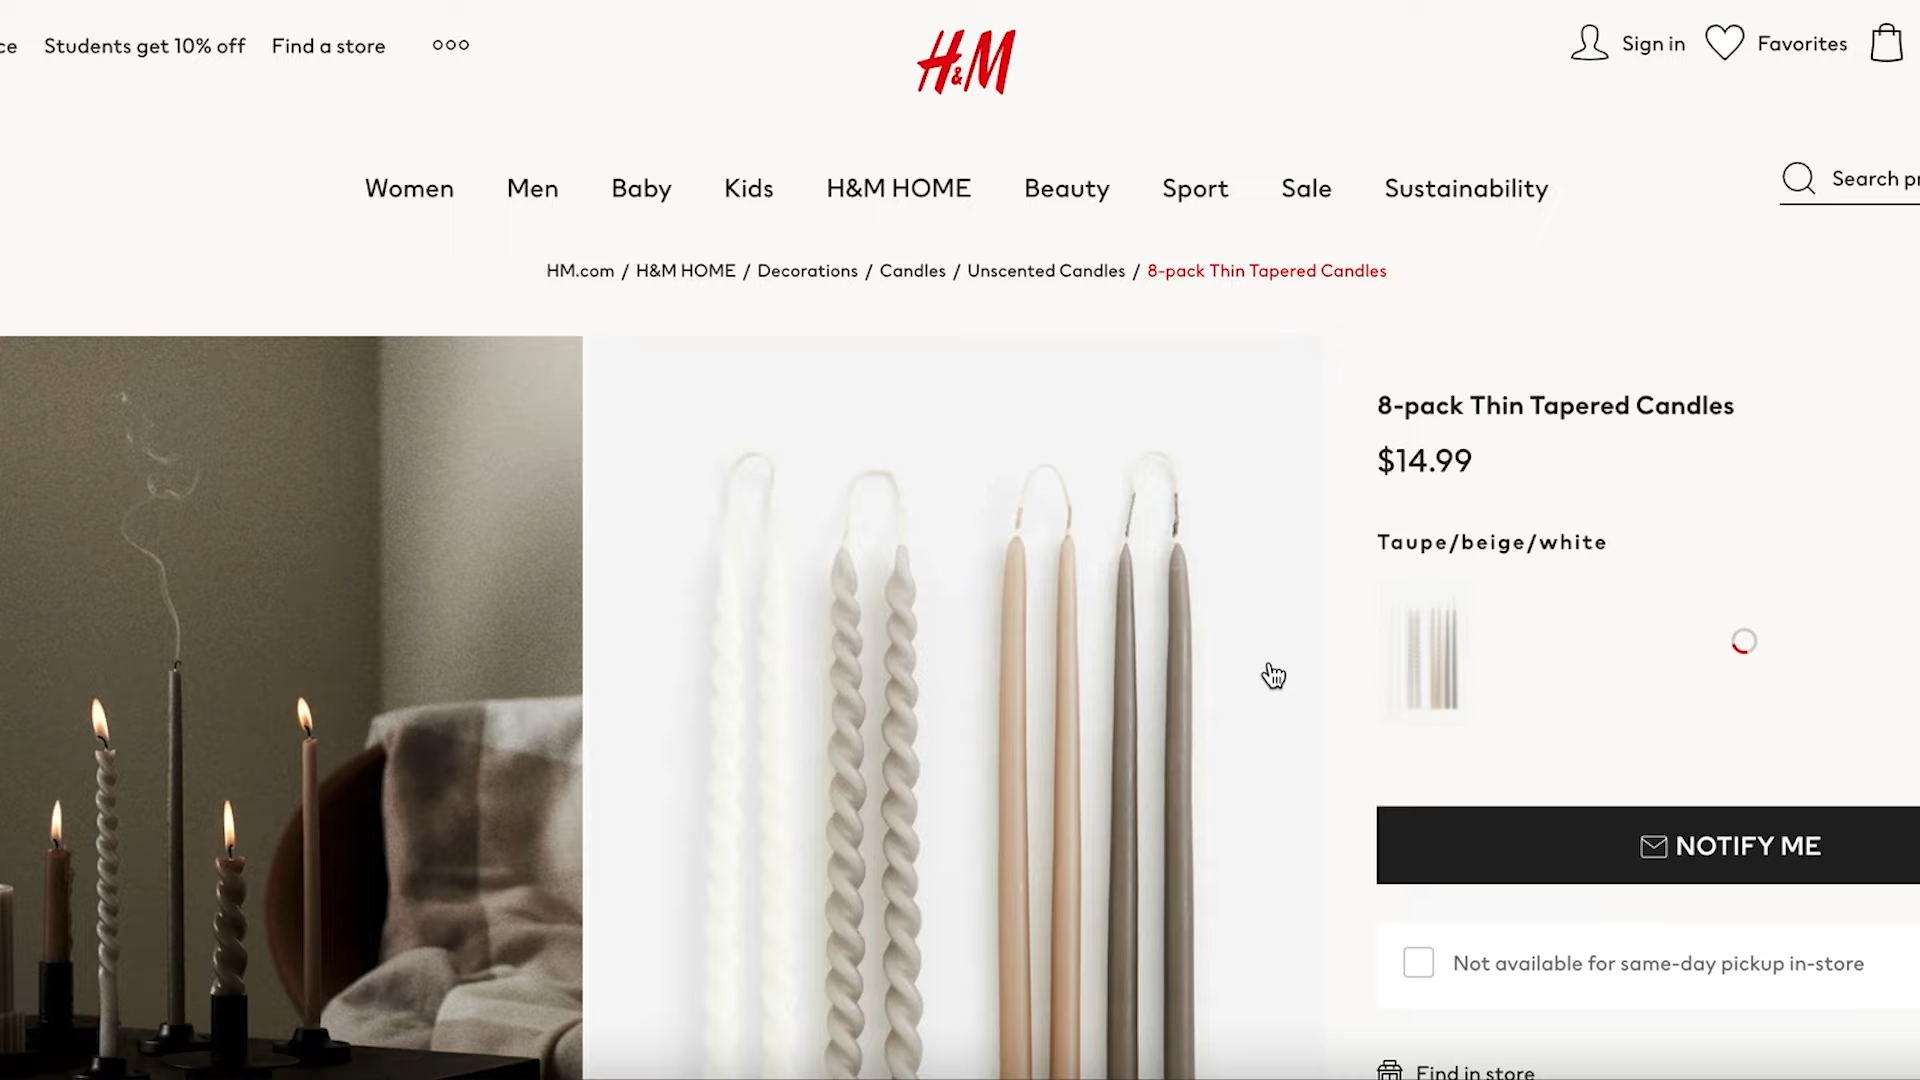 ce Students get 10% off Find a store
H&M
Sign in Favorites
Women Men Baby Kids H&M HOME Beauty Sport Sale Sustainability
Search
HM.com / H&M HOME / Decorations / Candles / Unscented Candles / 8-pack Thin Tapered Candles
8-pack Thin Tapered Candles
$14.99
Taupe/beige/white
NOTIFY ME
Not available for same-day pickup in-store
Find in store